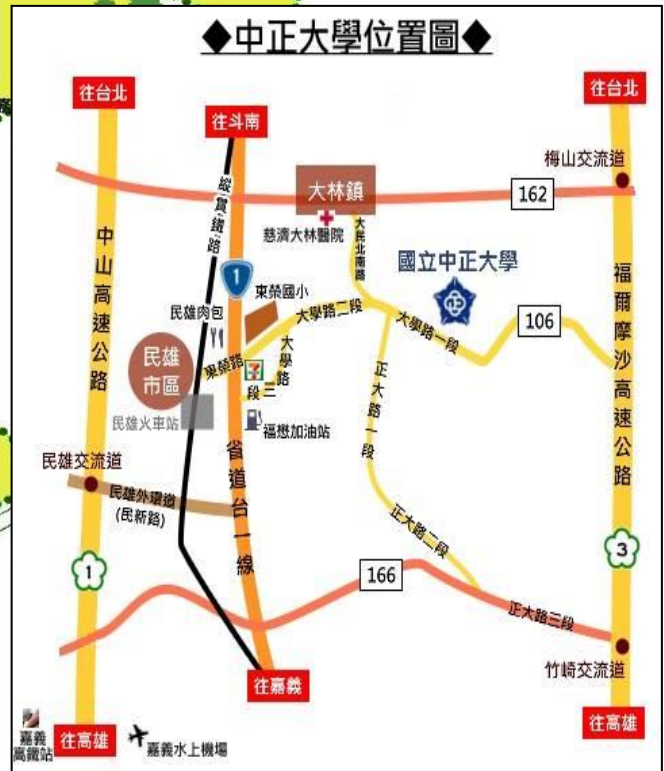 ◆中正大學位置圖◆
往台北
往斗南
往台北
梅山交流道
162
大林鎮
慈濟大林醫院
縱貫鐵路
大民北南路
國立中正大學
中山高速公路
1
東榮國小
民雄肉包
大學路二段
大學路一段
106
福爾摩沙高速公路
民雄
市區
東榮路
大學路三段
7
民雄火車站
福懋加油站
正大路一段
民雄交流道
民雄外環道
(民新路)
省道台一線
正大路二段
1
166
3
正大路三段
竹崎交流道
往嘉義
嘉義
高鐵站
往高雄
嘉義水上機場
往高雄